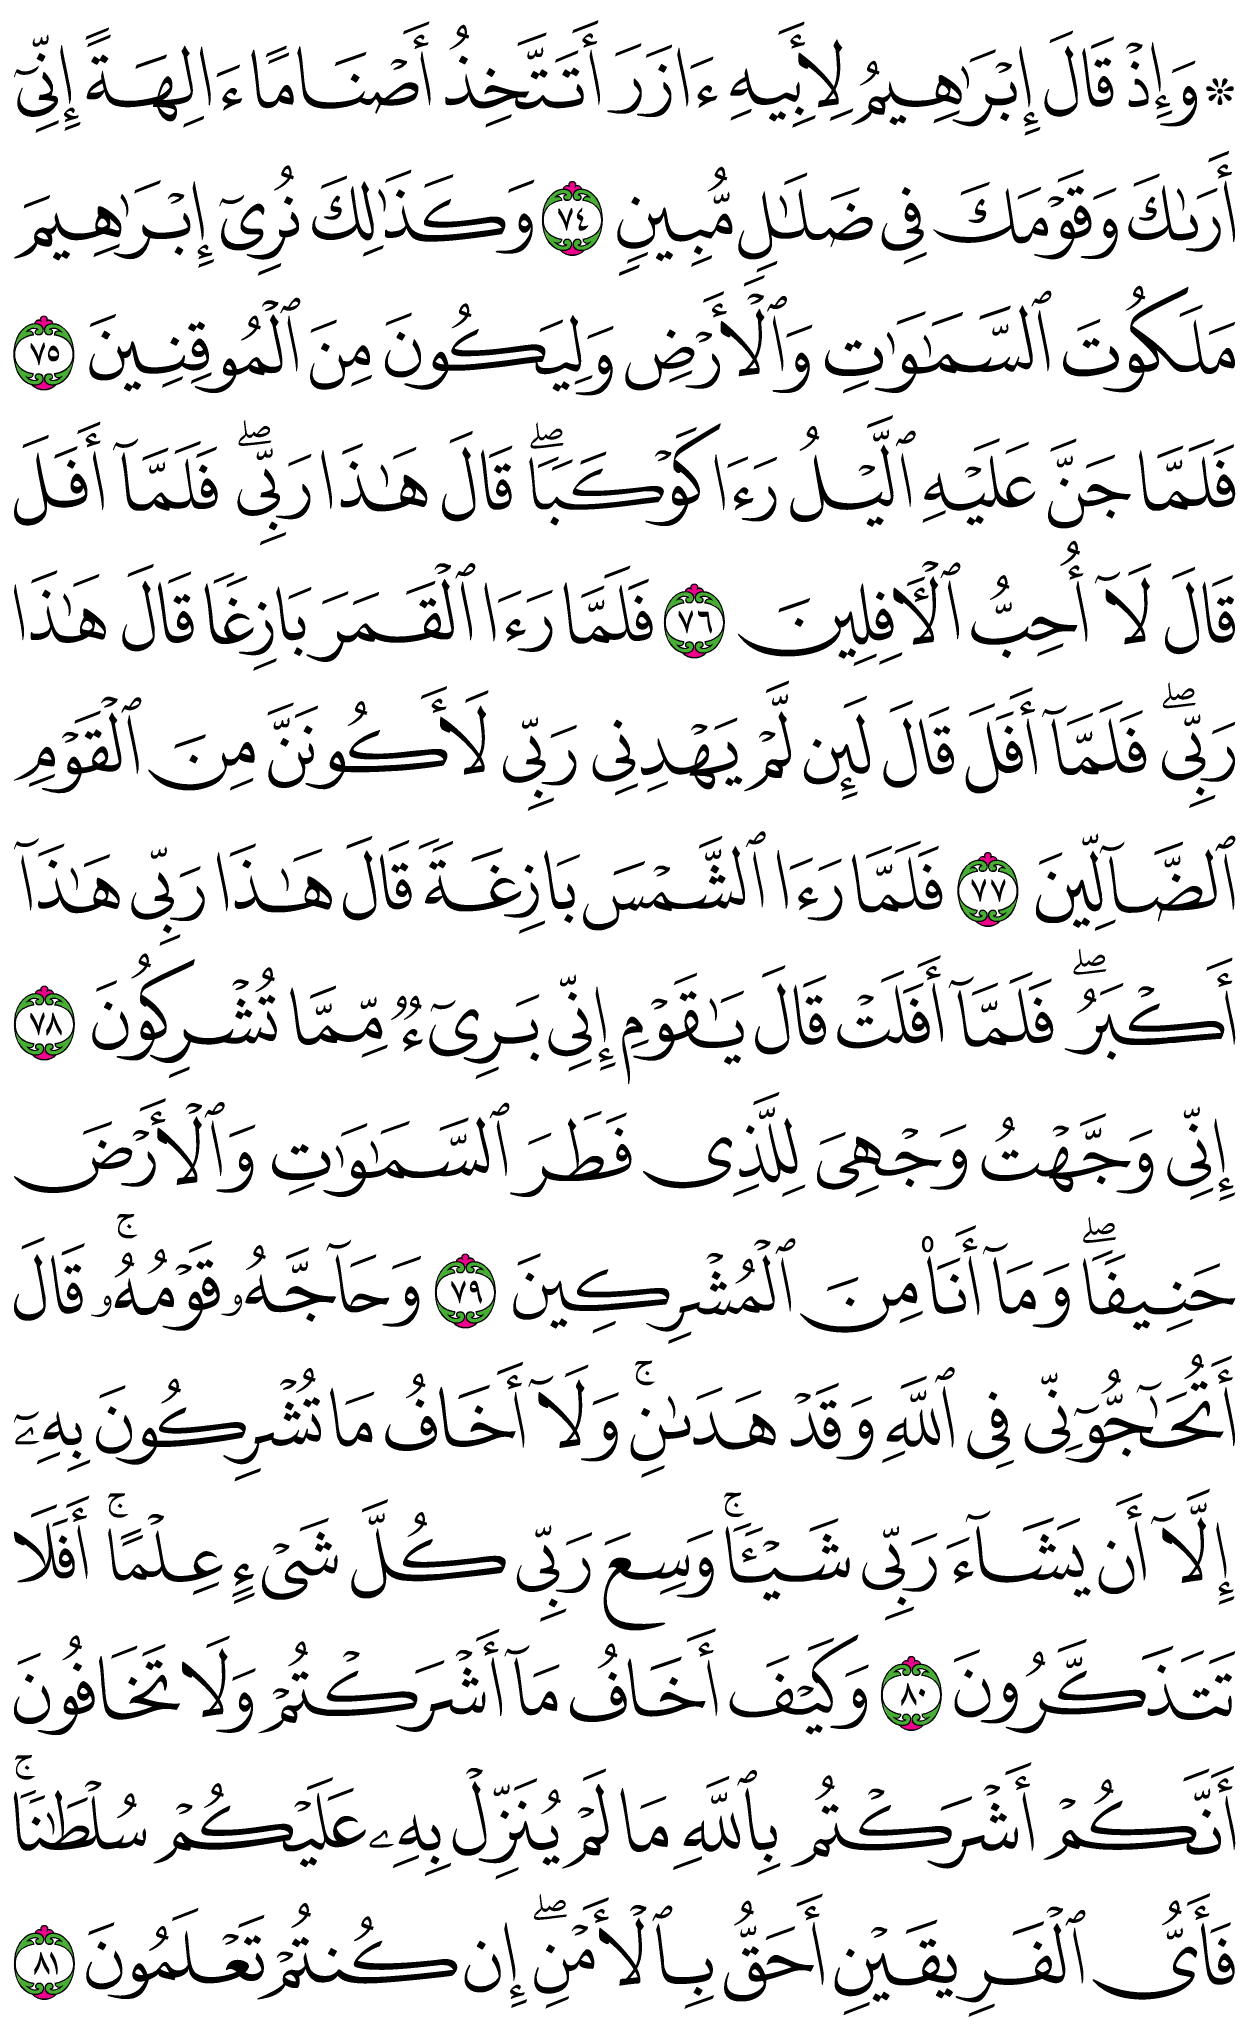 ۞ وَإِذۡ قَالَ إِبۡرَٰهِيمُ لِأَبِيهِ ءَازَرَ أَتَتَّخِذُ أَصۡنَامًا ءَالِهَةً إِنِّيٓ
أَرَىٰكَ وَقَوۡمَكَ فِي ضَلَٰلٖ مُّبِينٖ ٧٤ وَكَذَٰلِكَ نُرِيٓ إِبۡرَٰهِيمَ
مَلَكُوتَ ٱلسَّمَٰوَٰتِ وَٱلۡأَرۡضِ وَلِيَكُونَ مِنَ ٱلۡمُوقِنِينَ ٧٥
فَلَمَّا جَنَّ عَلَيۡهِ ٱلَّيۡلُ رَءَا كَوۡكَبٗاۖ قَالَ هَٰذَا رَبِّيۖ فَلَمَّآ أَفَلَ
قَالَ لَآ أُحِبُّ ٱلۡأٓفِلِينَ ٧٦ فَلَمَّا رَءَا ٱلۡقَمَرَ بَازِغٗا قَالَ هَٰذَا
رَبِّيۖ فَلَمَّآ أَفَلَ قَالَ لَئِن لَّمۡ يَهۡدِنِي رَبِّي لَأَكُونَنَّ مِنَ ٱلۡقَوۡمِ
ٱلضَّآلِّينَ ٧٧ فَلَمَّا رَءَا ٱلشَّمۡسَ بَازِغَةٗ قَالَ هَٰذَا رَبِّي هَٰذَآ
أَكۡبَرُۖ فَلَمَّآ أَفَلَتۡ قَالَ يَٰقَوۡمِ إِنِّي بَرِيٓءٞ مِّمَّا تُشۡرِكُونَ ٧٨
إِنِّي وَجَّهۡتُ وَجۡهِيَ لِلَّذِي فَطَرَ ٱلسَّمَٰوَٰتِ وَٱلۡأَرۡضَ
حَنِيفٗاۖ وَمَآ أَنَا۠ مِنَ ٱلۡمُشۡرِكِينَ ٧٩ وَحَآجَّهُۥ قَوۡمُهُۥۚ قَالَ
أَتُحَٰٓجُّوٓنِّي فِي ٱللَّهِ وَقَدۡ هَدَىٰنِۚ وَلَآ أَخَافُ مَا تُشۡرِكُونَ بِهِۦٓ
إِلَّآ أَن يَشَآءَ رَبِّي شَيۡـٔٗاۚ وَسِعَ رَبِّي كُلَّ شَيۡءٍ عِلۡمًاۚ أَفَلَا
تَتَذَكَّرُونَ ٨٠ وَكَيۡفَ أَخَافُ مَآ أَشۡرَكۡتُمۡ وَلَا تَخَافُونَ
أَنَّكُمۡ أَشۡرَكۡتُم بِٱللَّهِ مَا لَمۡ يُنَزِّلۡ بِهِۦ عَلَيۡكُمۡ سُلۡطَٰنٗاۚ
فَأَيُّ ٱلۡفَرِيقَيۡنِ أَحَقُّ بِٱلۡأَمۡنِۖ إِن كُنتُمۡ تَعۡلَمُونَ ٨١